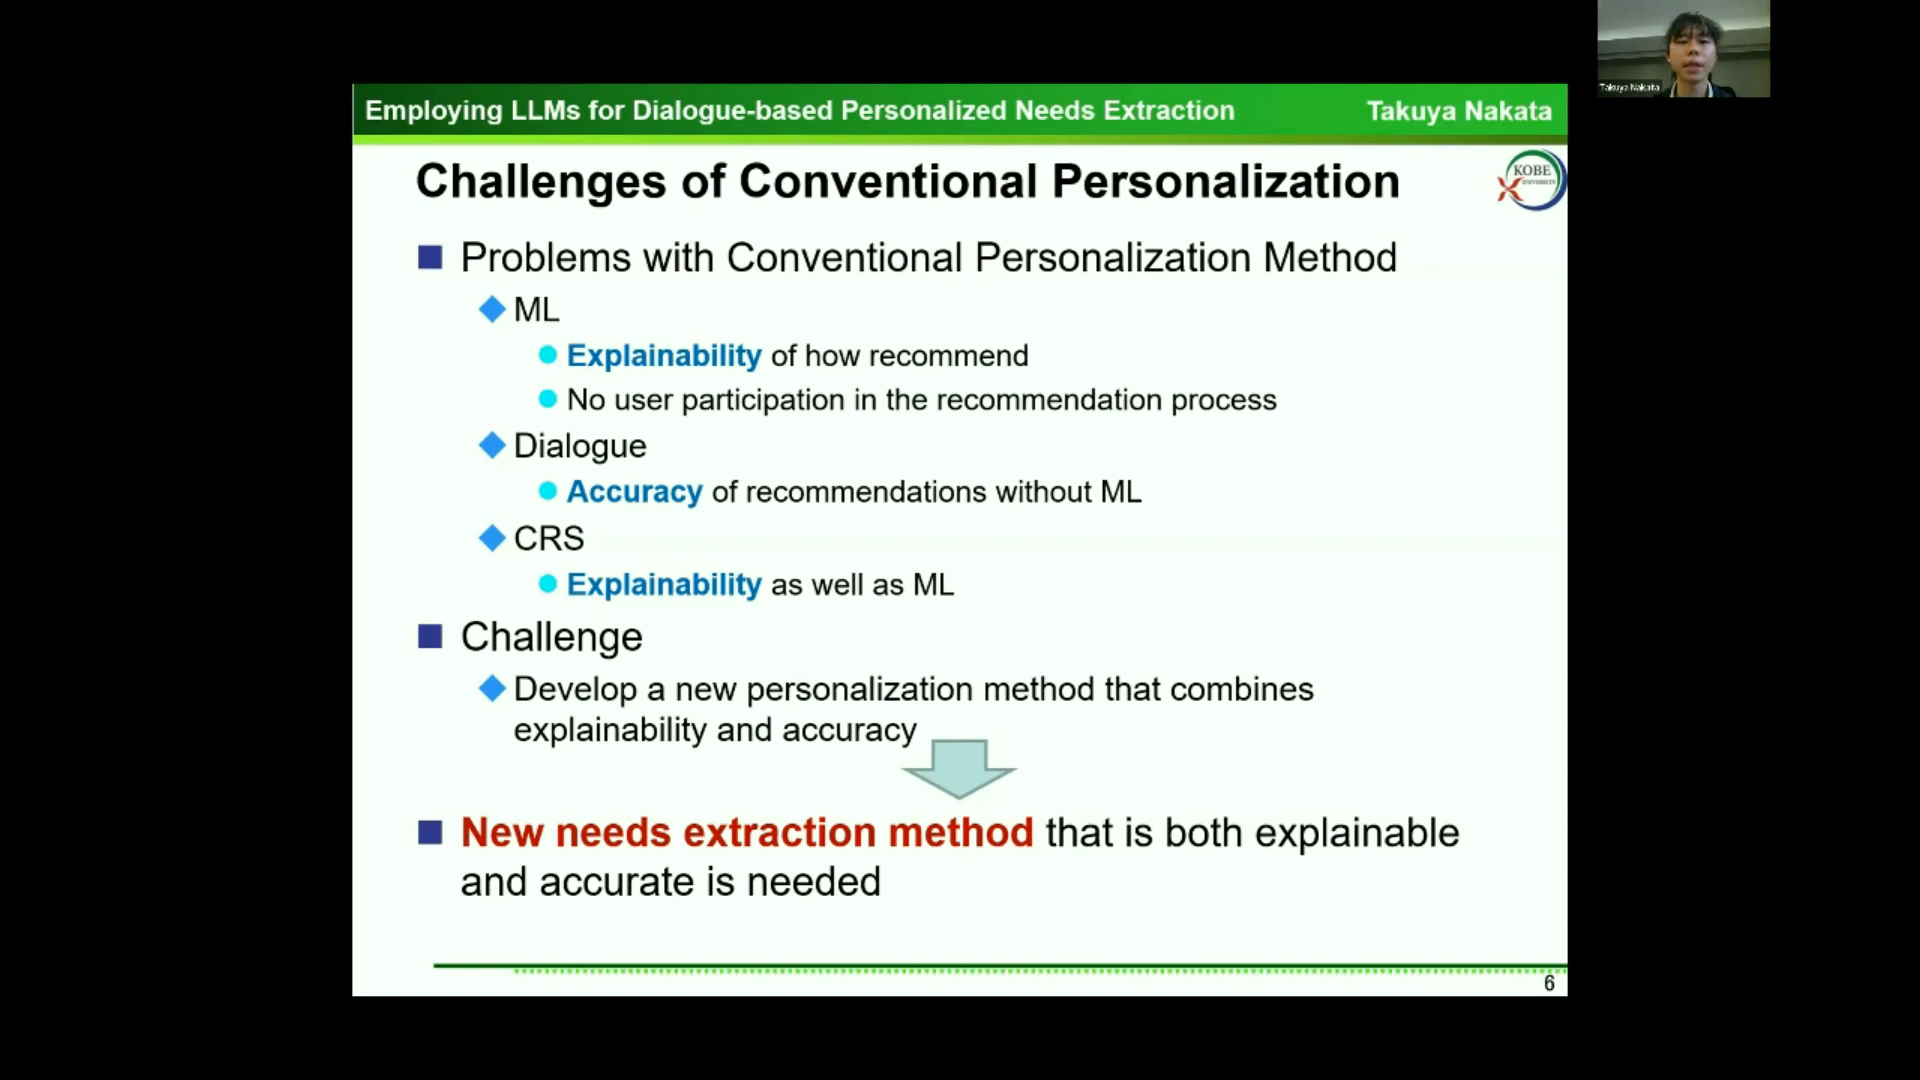 Takuya Nakata
Employing LLMs for Dialogue-based Personalized Needs Extraction
Takuya Nakata
Challenges of Conventional Personalization
KOBE
UNIVERSITY
Problems with Conventional Personalization Method
ML
Explainability of how recommend
No user participation in the recommendation process
Dialogue
Accuracy of recommendations without ML
CRS
Explainability as well as ML
Challenge
Develop a new personalization method that combines
explainability and accuracy
New needs extraction method that is both explainable
and accurate is needed
6